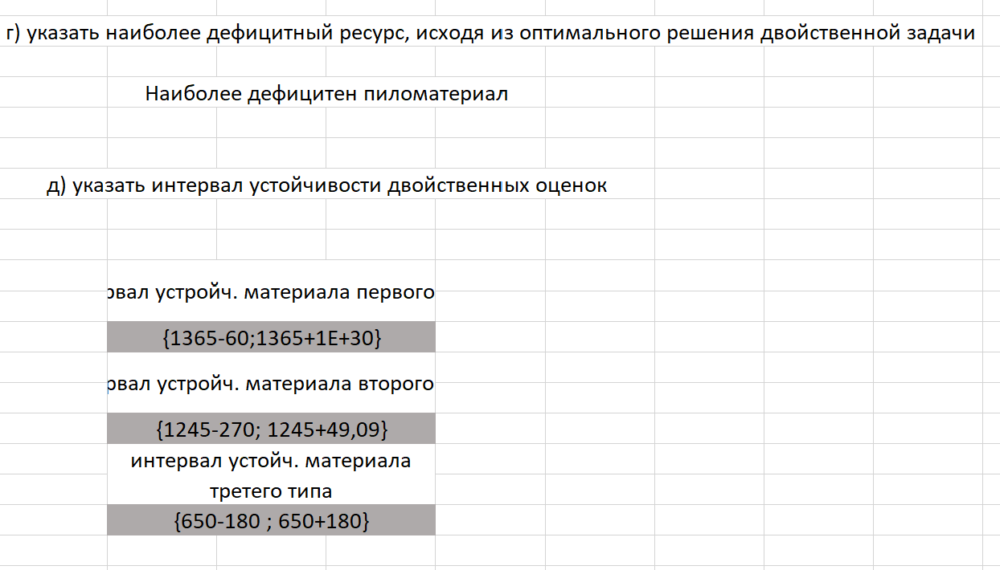 г) указать наиболее дефицитный ресурс, исходя из оптимального решения двойственной задачи
Наиболее дефицитен пиломатериал
д) указать интервал устойчивости двойственных оценок
рвал устройч. материала первого
{1365-60;1365+1E+30}
рвал устройч. материала второго
{1245-270; 1245+49,09}
интервал устойч. материала
третего типа
{650-180 ; 650+180}